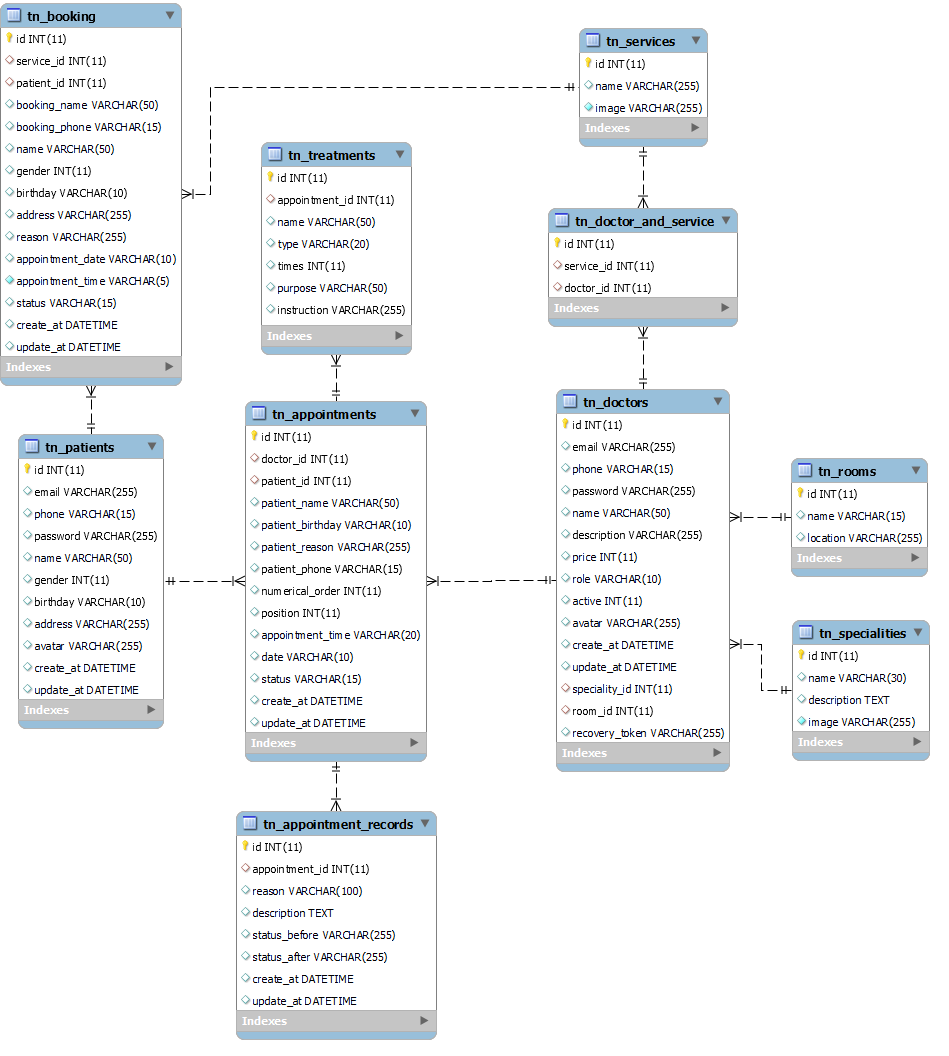 tn_booking
id INT(11)
service_id INT(11)
patient_id INT(11)
booking_name VARCHAR(50)
booking_phone VARCHAR(15)
name VARCHAR(50)
gender INT(11)
birthday VARCHAR(10)
address VARCHAR(255)
reason VARCHAR(255)
appointment_date VARCHAR(10)
appointment_time VARCHAR(5)
status VARCHAR(15)
create_at DATETIME
update_at DATETIME
Indexes
tn_services
id INT(11)
name VARCHAR(255)
image VARCHAR(255)
Indexes
tn_treatments
id INT(11)
appointment_id INT(11)
name VARCHAR(50)
type VARCHAR(20)
times INT(11)
purpose VARCHAR(50)
instruction VARCHAR(255)
Indexes
tn_doctor_and_service
id INT(11)
service_id INT(11)
doctor_id INT(11)
Indexes
tn_patients
id INT(11)
email VARCHAR(255)
phone VARCHAR(15)
password VARCHAR(255)
name VARCHAR(50)
gender INT(11)
birthday VARCHAR(10)
address VARCHAR(255)
avatar VARCHAR(255)
create_at DATETIME
update_at DATETIME
Indexes
tn_appointments
id INT(11)
doctor_id INT(11)
patient_id INT(11)
patient_name VARCHAR(50)
patient_birthday VARCHAR(10)
patient_reason VARCHAR(255)
patient_phone VARCHAR(15)
numerical_order INT(11)
position INT(11)
appointment_time VARCHAR(20)
date VARCHAR(10)
status VARCHAR(15)
create_at DATETIME
update_at DATETIME
Indexes
tn_doctors
id INT(11)
email VARCHAR(255)
phone VARCHAR(15)
password VARCHAR(255)
name VARCHAR(50)
description VARCHAR(255)
price INT(11)
role VARCHAR(10)
active INT(11)
avatar VARCHAR(255)
create_at DATETIME
update_at DATETIME
speciality_id INT(11)
room_id INT(11)
recovery_token VARCHAR(255)
Indexes
tn_rooms
id INT(11)
name VARCHAR(15)
location VARCHAR(255)
Indexes
tn_specialities
id INT(11)
name VARCHAR(30)
description TEXT
image VARCHAR(255)
Indexes
tn_appointment_records
id INT(11)
appointment_id INT(11)
reason VARCHAR(100)
description TEXT
status_before VARCHAR(255)
status_after VARCHAR(255)
create_at DATETIME
update_at DATETIME
Indexes